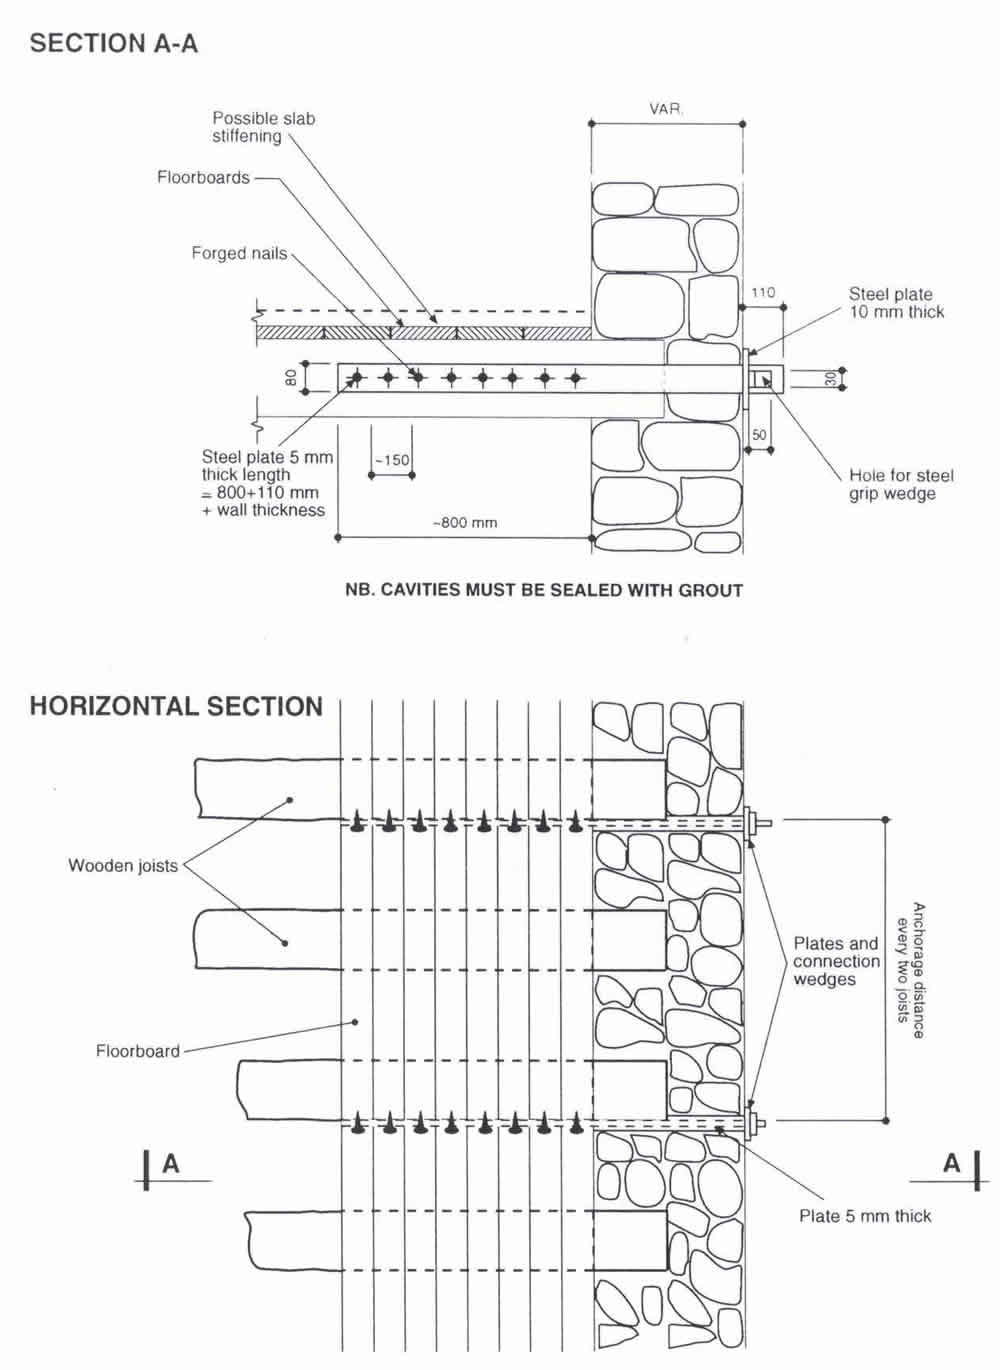 SECTION A-A
VAR.
Possible slab
stiffening
Floorboards
Forged nails
110
Steel plate
10 mm thick
80
30
50
Steel plate 5 mm
thick length
= 800+110 mm
+ wall thickness
~150
Hole for steel
grip wedge
~800 mm
NB. CAVITIES MUST BE SEALED WITH GROUT
HORIZONTAL SECTION
Wooden joists
Plates and
connection
wedges
Anchorage distance
every two joists
Floorboard
A
A
Plate 5 mm thick